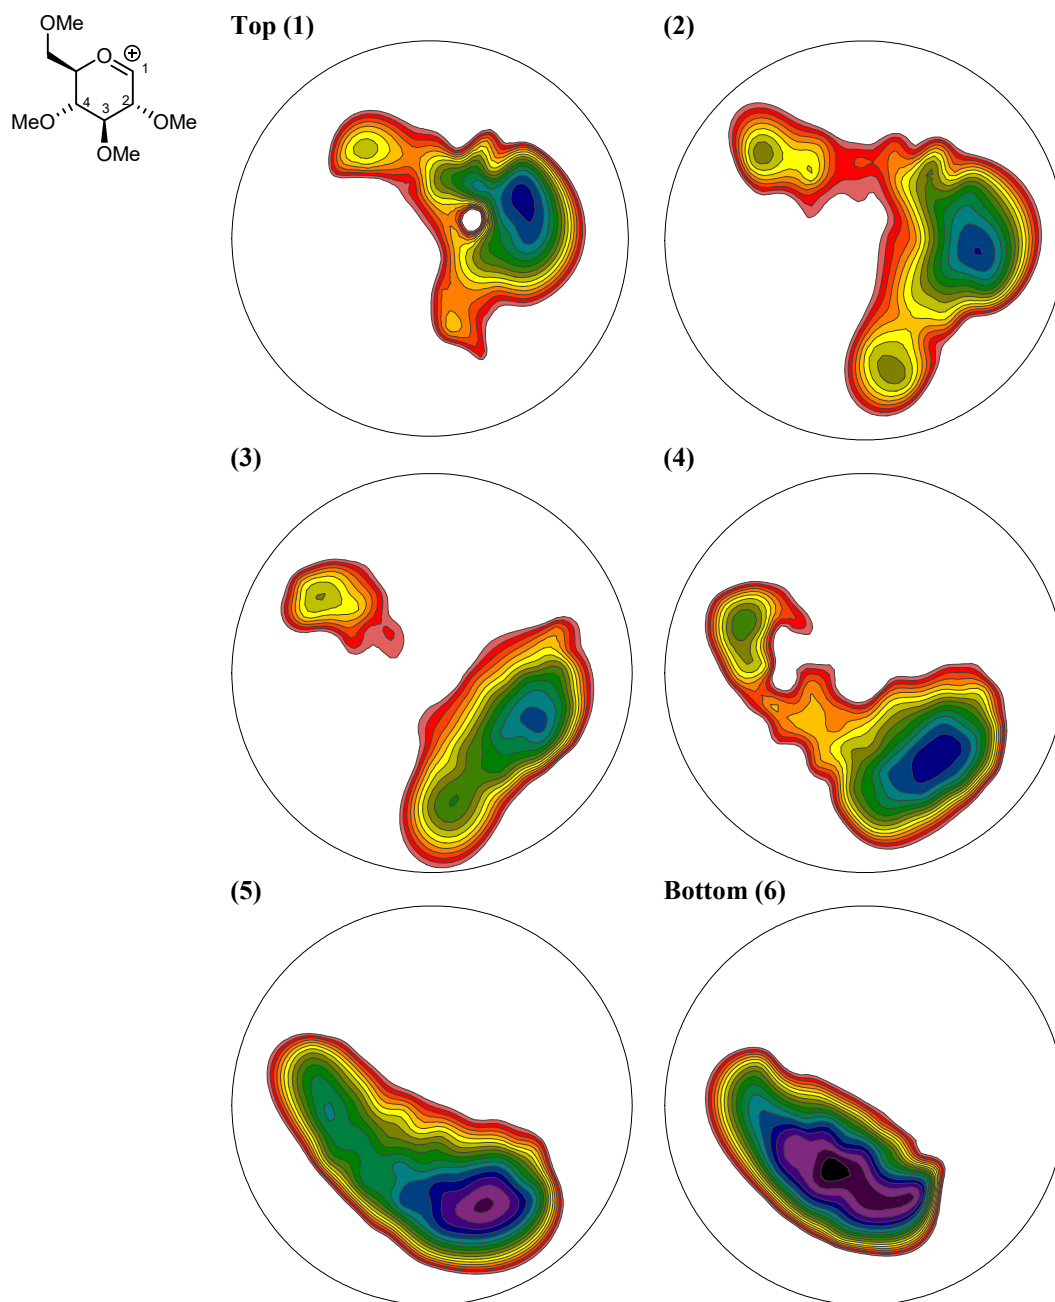 OMe
Top (1)
(2)
O
⊕
1
4
2
3
MeO
OMe
OMe
(3)
(4)
(5)
Bottom (6)